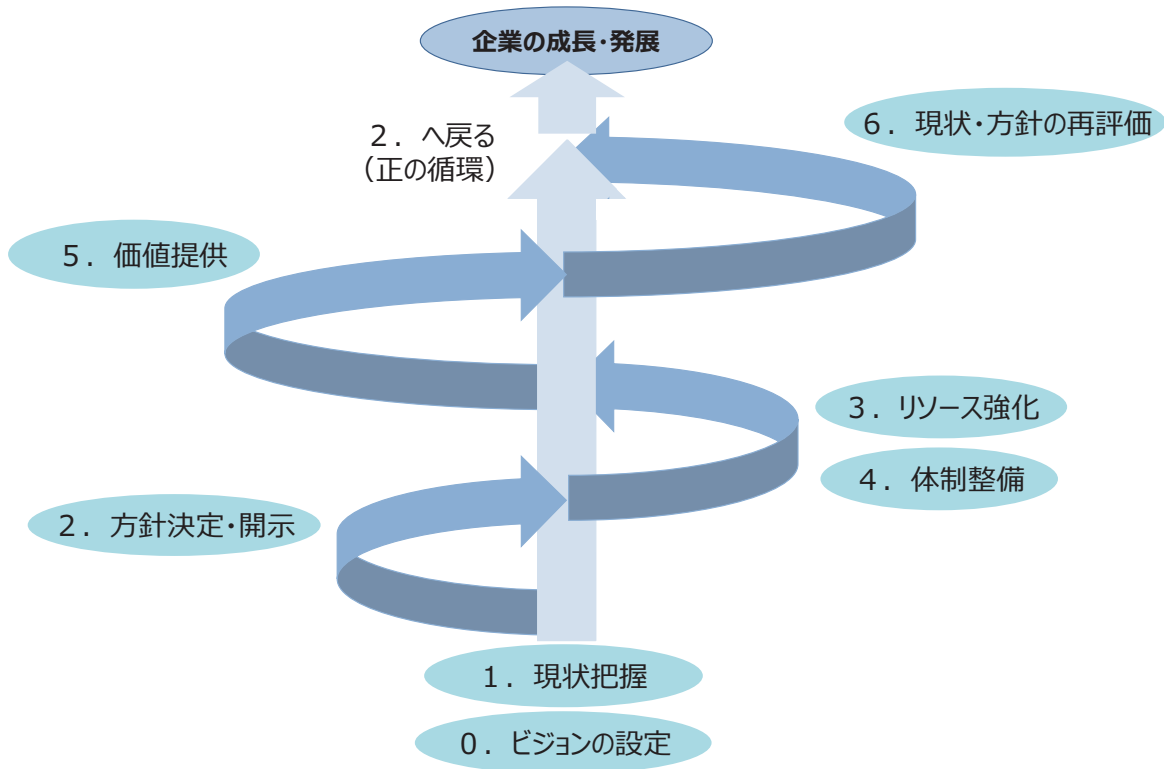 企業の成長・発展
2．へ戻る
（正の循環）
6．現状・方針の再評価
5．価値提供
3．リソース強化
4．体制整備
2．方針決定・開示
1．現状把握
0．ビジョンの設定